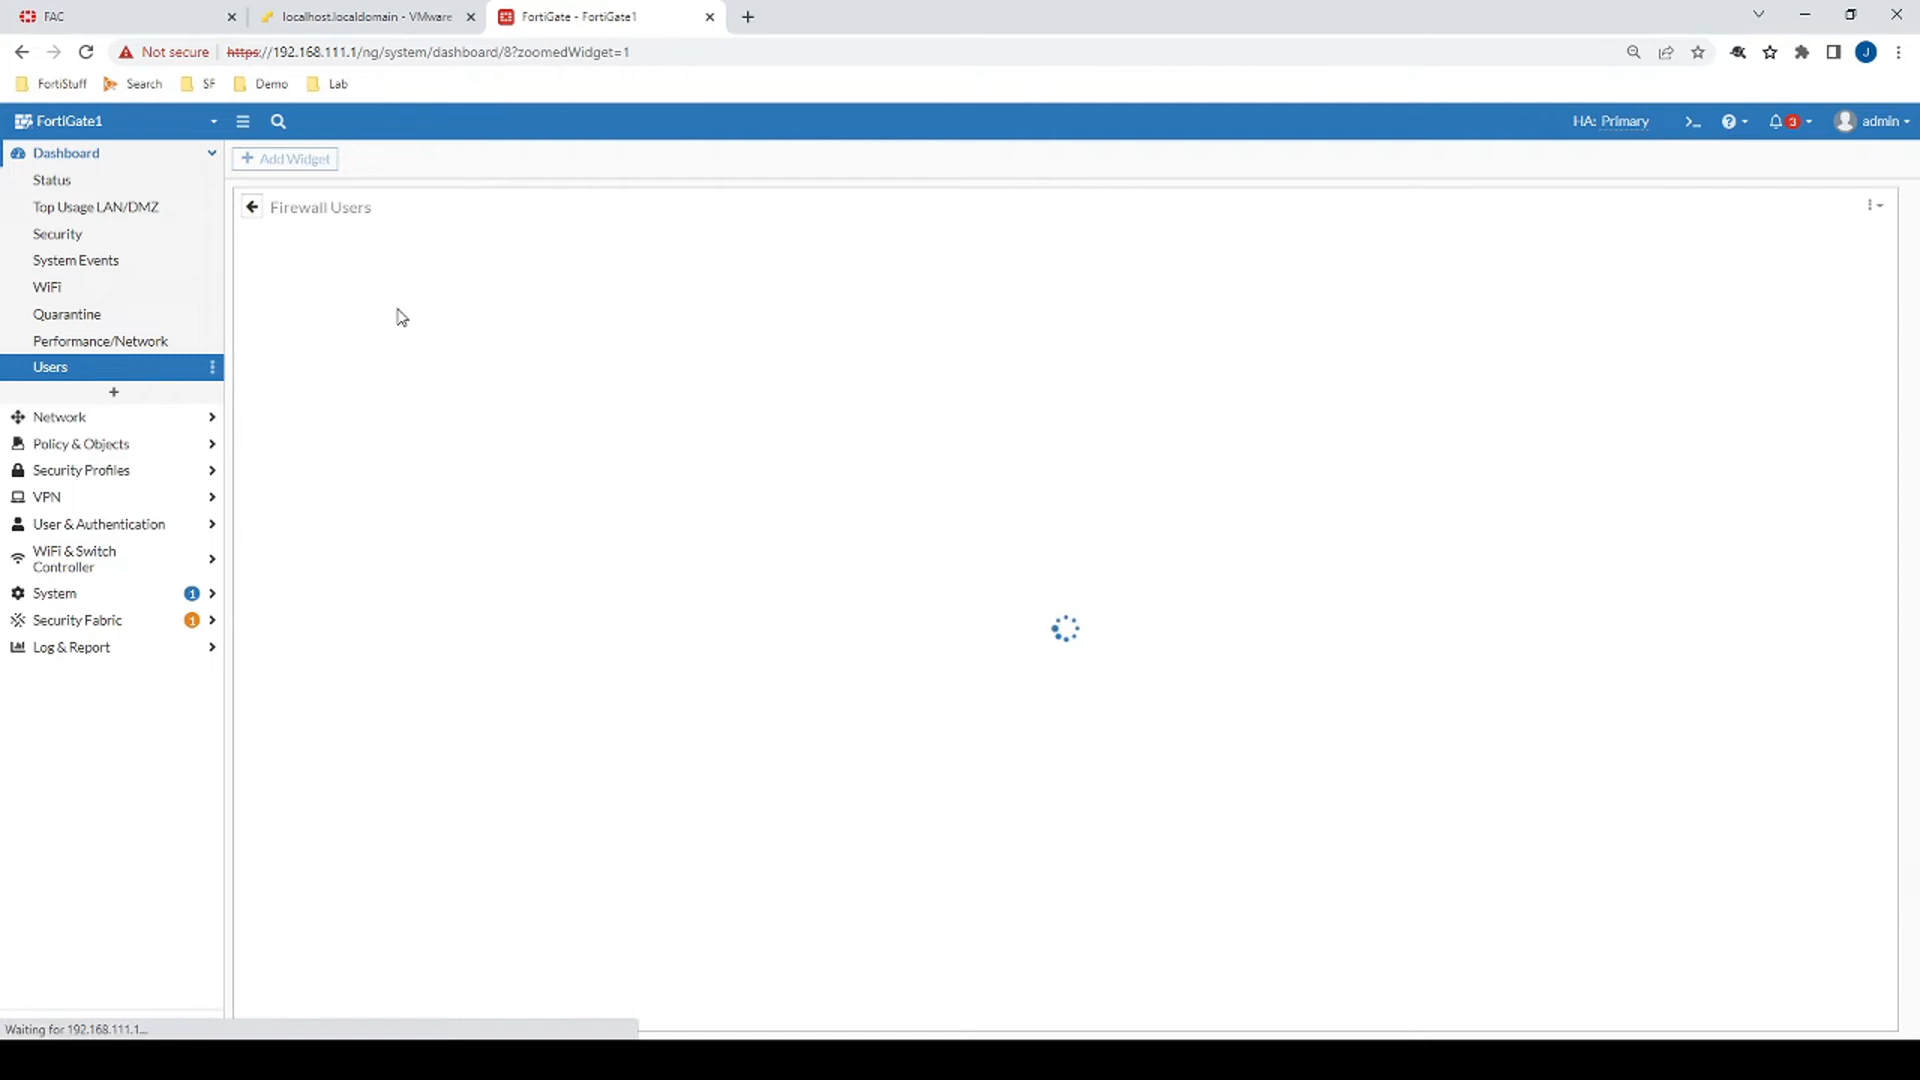 FAC
localhost.localdomain - VMware
FortiGate - FortiGate1
Not secure
https://192.168.111.1/ng/system/dashboard/8?zoomedWidget=1
J
FortiStuff
Search
SF
Demo
Lab
FortiGate1
HA: Primary
>_
?
3
admin
Dashboard
+ Add Widget
Status
Top Usage LAN/DMZ
Firewall Users
Security
System Events
WiFi
Quarantine
Performance/Network
Users
+
Network
Policy & Objects
Security Profiles
VPN
User & Authentication
WiFi & Switch
Controller
System
1
Security Fabric
1
Log & Report
Waiting for 192.168.111.1...